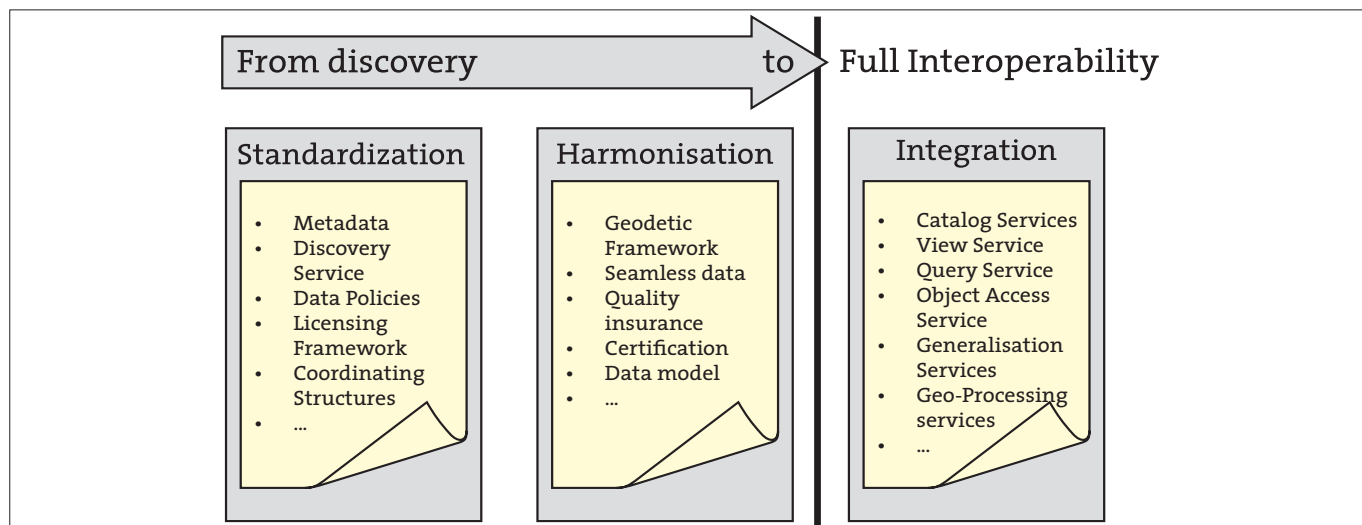 From discovery to Full Interoperability
Standardization
• Metadata
• Discovery
Service
• Data Policies
• Licensing
Framework
• Coordinating
Structures
• ...
Harmonisation
• Geodetic
Framework
• Seamless data
• Quality
insurance
• Certification
• Data model
• ...
Integration
• Catalog Services
• View Service
• Query Service
• Object Access
Service
• Generalisation
Services
• Geo-Processing
services
• ...